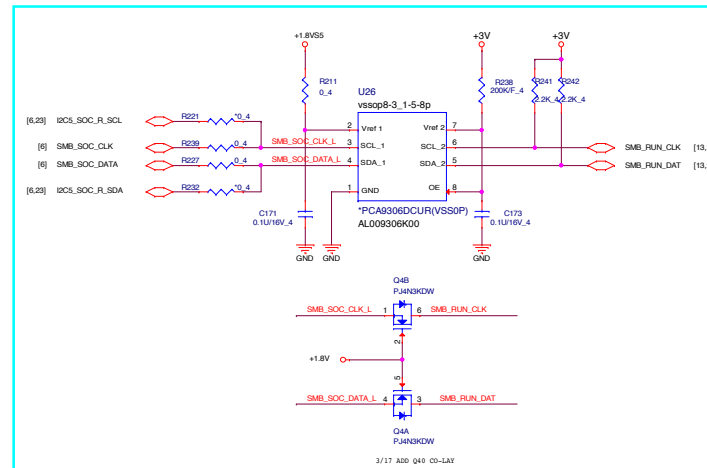 +1.8VS5
+3V
+3V
R211
0_4
U26
vssop8-3_1-5-8p
R238
200K/F_4
R241
2.2K_4
R242
2.2K_4
[6,23] I2C5_SOC_R_SCL
R221
*0_4
[6] SMB_SOC_CLK
R239
0_4
SMB_SOC_CLK_L
[6] SMB_SOC_DATA
R227
0_4
SMB_SOC_DATA_L
[6,23] I2C5_SOC_R_SDA
R232
*0_4
2 Vref 1
Vref 2 7
3 SCL_1
SCL_2 6
4 SDA_1
SDA_2 5
1 GND
OE 8
SMB_RUN_CLK [13,
SMB_RUN_DAT [13,
*PCA9306DCUR(VSS0P)
AL009306K00
C171
0.1U/16V_4
C173
0.1U/16V_4
GND
GND
GND
Q4B
PJ4N3KDW
SMB_SOC_CLK_L
1
6
SMB_RUN_CLK
2
+1.8V
5
SMB_SOC_DATA_L
4
3
SMB_RUN_DAT
Q4A
PJ4N3KDW
3/17 ADD Q40 CO-LAY